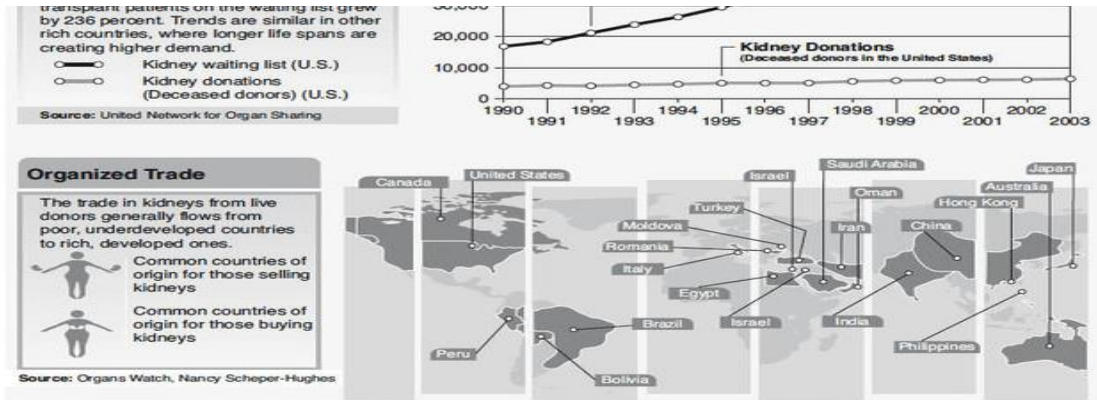 transplant patients on the waiting list grew
by 236 percent. Trends are similar in other
rich countries, where longer life spans are
creating higher demand.
Kidney waiting list (U.S.)
Kidney donations
(Deceased donors) (U.S.)
Source: United Network for Organ Sharing
30,000
20,000
10,000
0
Kidney Donations
(Deceased donors in the United States)
1990
1991
1992
1993
1994
1995
1996
1997
1998
1999
2000
2001
2002
2003
Organized Trade
The trade in kidneys from live
donors generally flows from
poor, underdeveloped countries
to rich, developed ones.
Common countries of
origin for those selling
kidneys
Common countries of
origin for those buying
kidneys
Source: Organs Watch, Nancy Scheper-Hughes
Canada
United States
Israel
Saudi Arabia
Japan
Turkey
Oman
Australia
Hong Kong
Moldova
Iran
China
Romania
Italy
Egypt
Brazil
Israel
India
Philippines
Peru
Bolivia